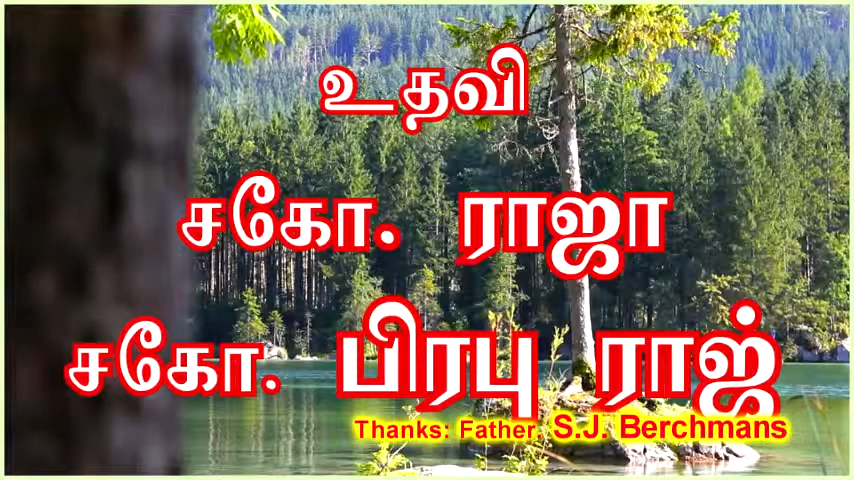 உதவி
சகோ. ராஜா
சகோ. பிரபு ராஜ்
Thanks: Father. S.J. Berchmans